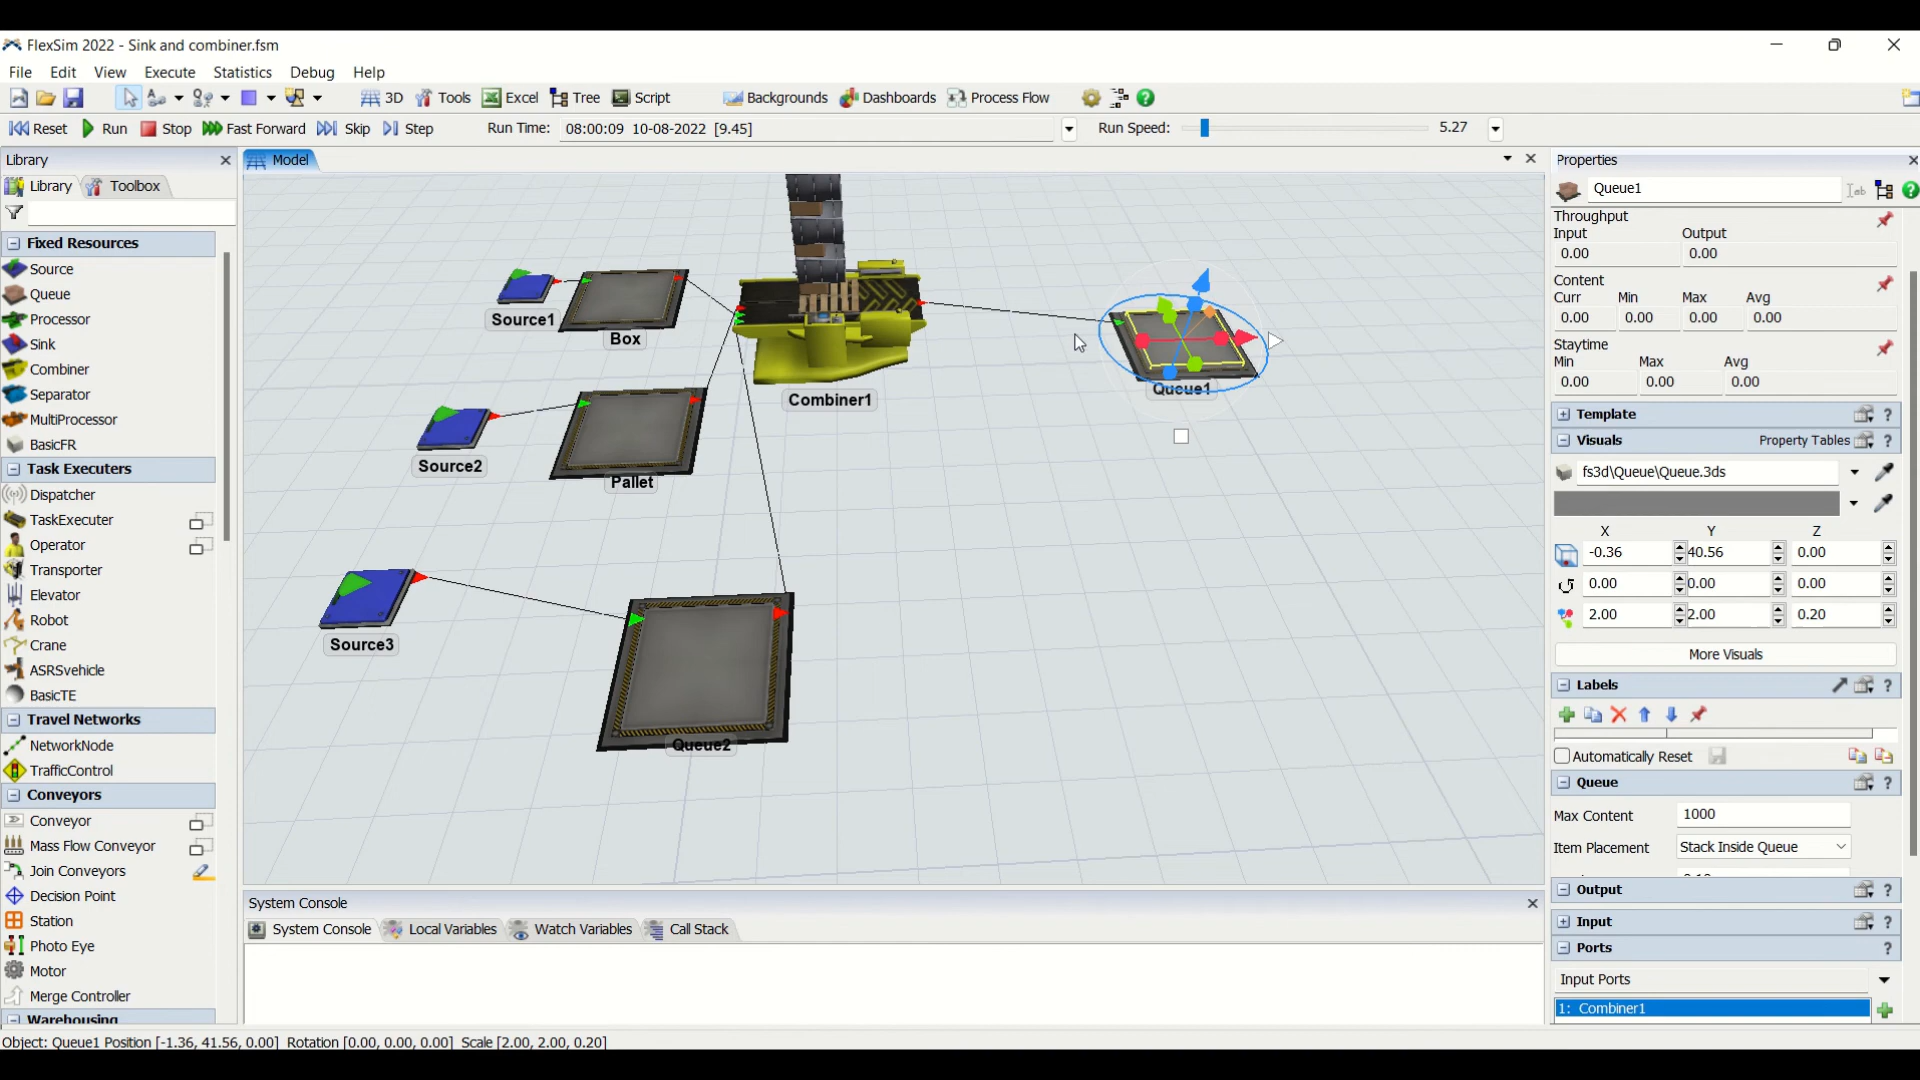 FlexSim 2022 - Sink and combiner.fsm
File Edit View Execute Statistics Debug Help
3D Tools Excel Tree Script Backgrounds Dashboards Process Flow
Reset Run Stop Fast Forward Skip Step Run Time: 08:00:09 10-08-2022 [9.45] Run Speed: 5.27
Library
Model
Properties
Library Toolbox
Queue1
Fixed Resources
Source
Queue
Processor
Sink
Combiner
Separator
MultiProcessor
BasicFR
Task Executers
Dispatcher
TaskExecuter
Operator
Transporter
Elevator
Robot
Crane
ASRSvehicle
BasicTE
Travel Networks
NetworkNode
TrafficControl
Conveyors
Conveyor
Mass Flow Conveyor
Join Conveyors
Decision Point
Station
Photo Eye
Motor
Merge Controller
Warehousing
Source1
Box
Combiner1
Queue1
Source2
Pallet
Source3
Queue2
System Console
System Console Local Variables Watch Variables Call Stack
Throughput
Input Output
0.00 0.00
Content
Curr Min Max Avg
0.00 0.00 0.00 0.00
Staytime
Min Max Avg
0.00 0.00 0.00
Template ?
Visuals Property Tables ?
fs3d\Queue\Queue.3ds
X Y Z
-0.36 40.56 0.00
0.00 0.00 0.00
2.00 2.00 0.20
More Visuals
Labels ?
Automatically Reset
Queue ?
Max Content 1000
Item Placement Stack Inside Queue
Output ?
Input ?
Ports ?
Input Ports
1: Combiner1
Object: Queue1 Position [-1.36, 41.56, 0.00] Rotation [0.00, 0.00, 0.00] Scale [2.00, 2.00, 0.20]